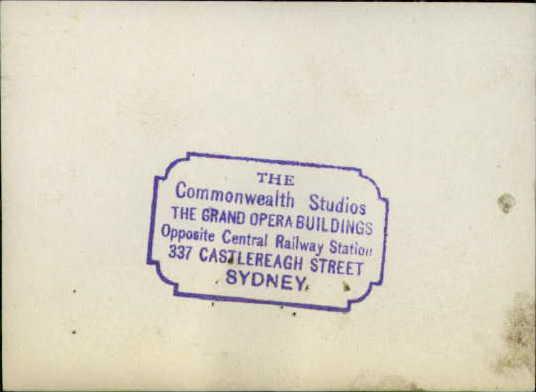 THE
Commonwealth Studios
THE GRAND OPERA BUILDINGS
Opposite Central Railway Station
337 CASTLEREAGH STREET
SYDNEY